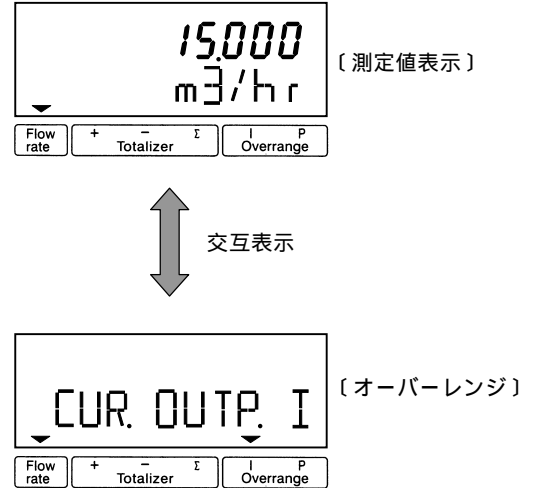 15.000
m3/hr
〔測定値表示〕
Flow rate
+ − Σ
Totalizer
I P
Overrange
交互表示
CUR. OUTP. I
〔オーバーレンジ〕
Flow rate
+ − Σ
Totalizer
I P
Overrange